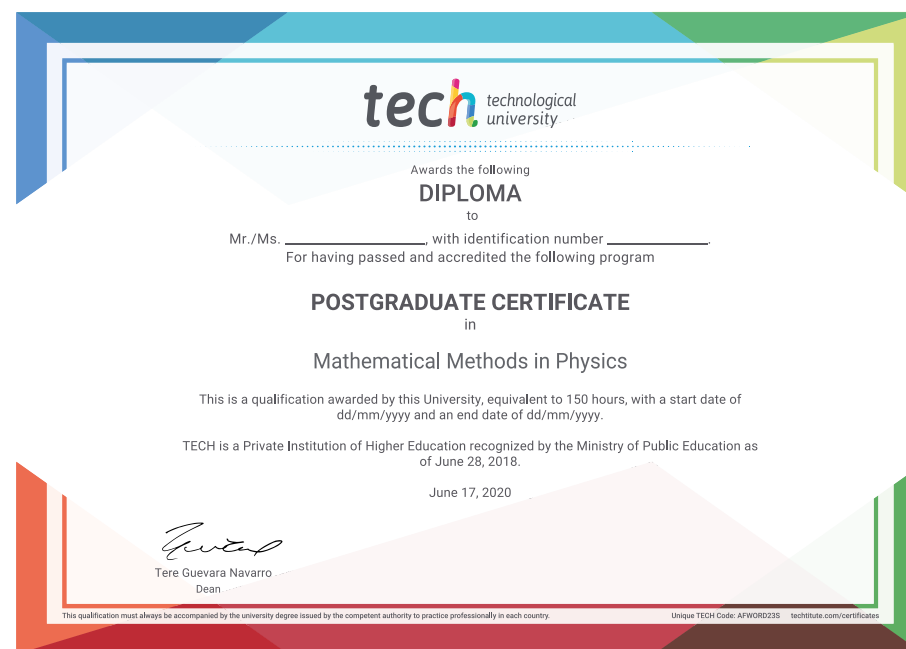 tech technological
university
Awards the following
DIPLOMA
to
Mr./Ms. ____________, with identification number ____________.
For having passed and accredited the following program
POSTGRADUATE CERTIFICATE
in
Mathematical Methods in Physics
This is a qualification awarded by this University, equivalent to 150 hours, with a start date of
dd/mm/yyyy and an end date of dd/mm/yyyy.
TECH is a Private Institution of Higher Education recognized by the Ministry of Public Education as
of June 28, 2018.
June 17, 2020
Tere Guevara Navarro
Dean
This qualification must always be accompanied by the university degree issued by the competent authority to practice professionally in each country.
Unique TECH Code: AFWORD23S techtitute.com/certificates